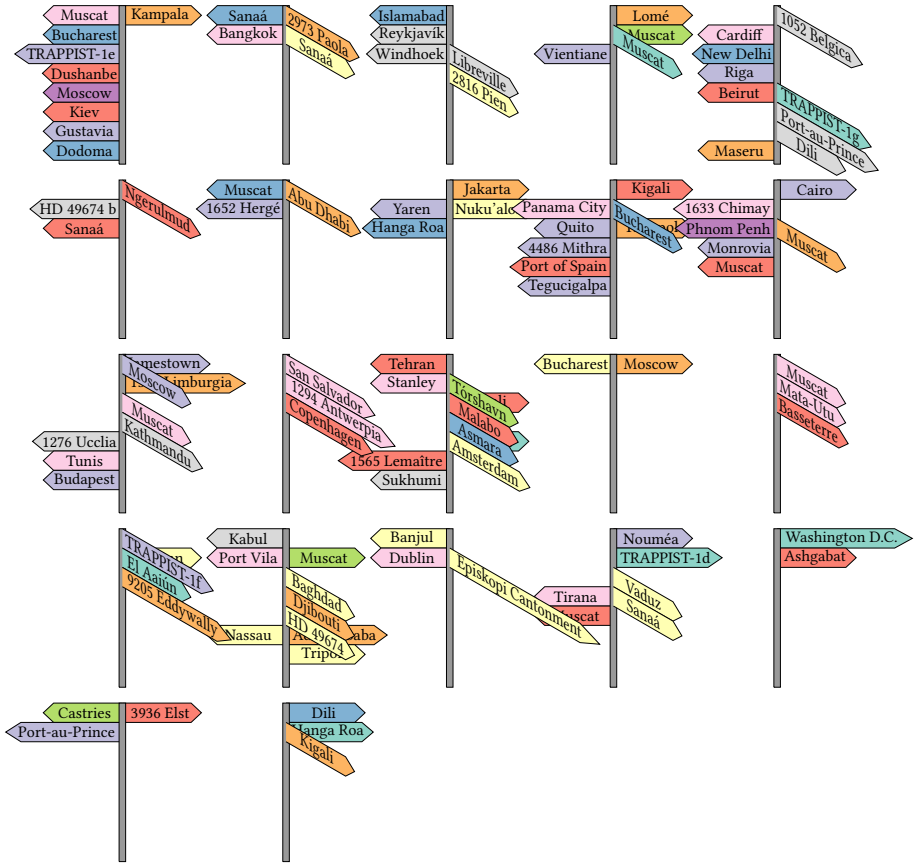 Muscat
Kampala
Bucharest
TRAPPIST-1e
Dushanbe
Moscow
Kiev
Gustavia
Dodoma
Sanaá
2973 Paola
Bangkok
Sanaá
Islamabad
Reykjavík
Windhoek
Libreville
2816 Pien
Lomé
Muscat
Muscat
Vientiane
Cardiff
1052 Belgica
New Delhi
Riga
Beirut
TRAPPIST-1g
Port-au-Prince
Dili
Maseru
HD 49674 b
Ngerulmud
Sanaá
Muscat
1652 Hergé
Abu Dhabi
Jakarta
Yaren
Hanga Roa
Kigali
Panama City
Bucharest
Quito
4486 Mithra
Port of Spain
Tegucigalpa
Cairo
1633 Chimay
Phnom Penh
Muscat
Monrovia
Muscat
Moscow
Limburgia
Muscat
Kathmandu
1276 Ucclia
Tunis
Budapest
San Salvador
1294 Antwerpia
Copenhagen
Tehran
Stanley
Tórshavn
Malabo
Asmara
Amsterdam
1565 Lemaître
Sukhumi
Bucharest
Moscow
Muscat
Mata-Utu
Basseterre
TRAPPIST-1f
El Aaiún
9205 Eddywally
Kabul
Port Vila
Muscat
Baghdad
Djibouti
HD 49674
Nassau
Banjul
Dublin
Episkopi Cantonment
Nouméa
TRAPPIST-1d
Vaduz
Tirana
Sanaá
Washington D.C.
Ashgabat
Castries
3936 Elst
Port-au-Prince
Dili
Hanga Roa
Kigali